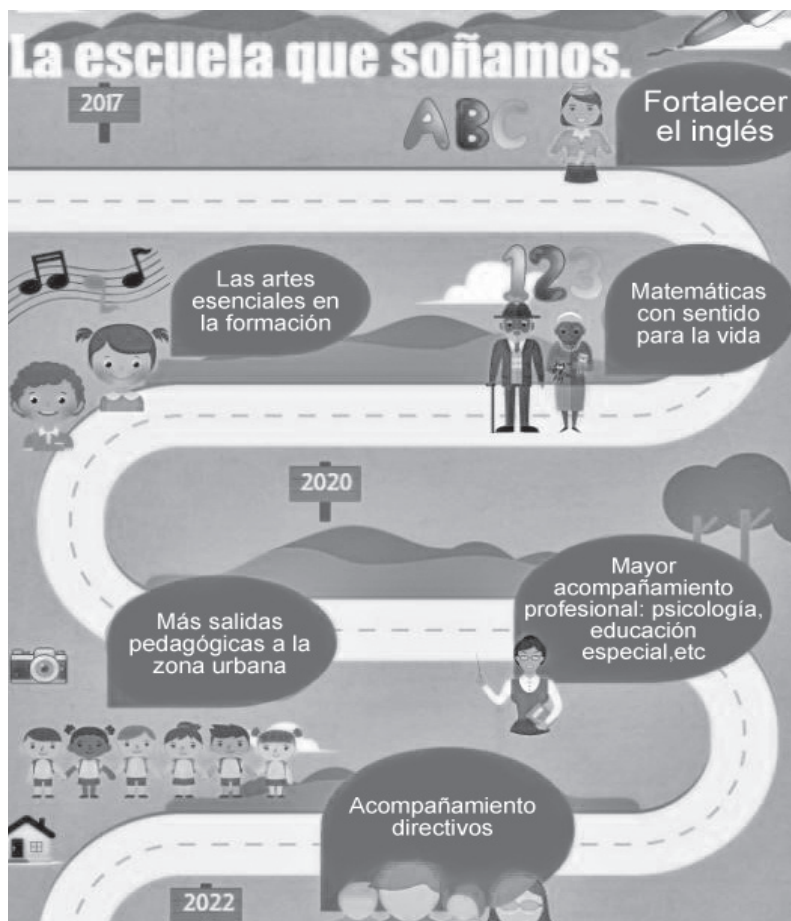 La escuela que soñamos.
2017
ABC
Fortalecer
el inglés
Las artes
esenciales en
la formación
123
Matemáticas
con sentido
para la vida
2020
Mayor
acompañamiento
profesional: psicología,
educación
especial,etc
Más salidas
pedagógicas a la
zona urbana
Acompañamiento
directivos
2022